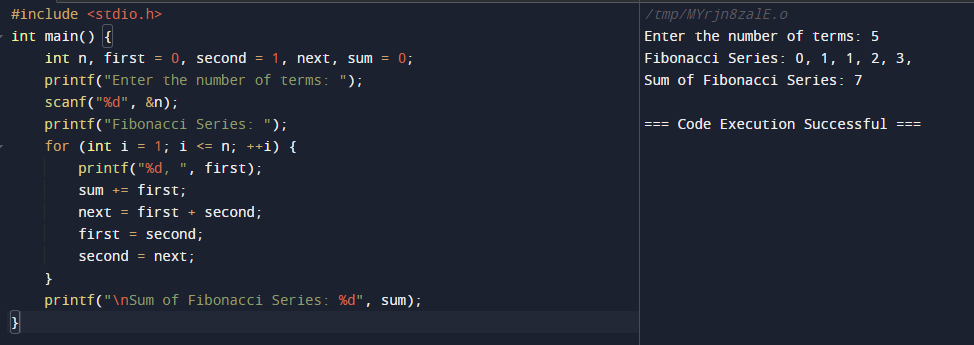 #include <stdio.h>
int main() {
    int n, first = 0, second = 1, next, sum = 0;
    printf("Enter the number of terms: ");
    scanf("%d", &n);
    printf("Fibonacci Series: ");
    for (int i = 1; i <= n; ++i) {
        printf("%d, ", first);
        sum += first;
        next = first + second;
        first = second;
        second = next;
    }
    printf("\nSum of Fibonacci Series: %d", sum);
}
/tmp/MYrjn8zalE.o
Enter the number of terms: 5
Fibonacci Series: 0, 1, 1, 2, 3,
Sum of Fibonacci Series: 7
=== Code Execution Successful ===